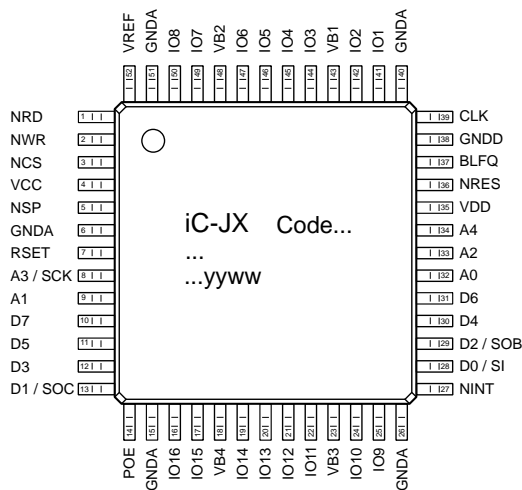 VREF GNDA IO8 IO7 VB2 IO6 IO5 IO4 IO3 VB1 IO2 IO1 GNDA
52 51 50 49 48 47 46 45 44 43 42 41 40
NRD 1 39 CLK
NWR 2 38 GNDD
NCS 3 37 BLFQ
VCC 4 36 NRES
NSP 5 35 VDD
GNDA 6 34 A4
RSET 7 33 A2
A3 / SCK 8 32 A0
A1 9 31 D6
D7 10 30 D4
D5 11 29 D2 / SOB
D3 12 28 D0 / SI
D1 / SOC 13 27 NINT
iC-JX Code...
...
...yyww
14 15 16 17 18 19 20 21 22 23 24 25 26
POE GNDA IO16 IO15 VB4 IO14 IO13 IO12 IO11 VB3 IO10 IO9 GNDA